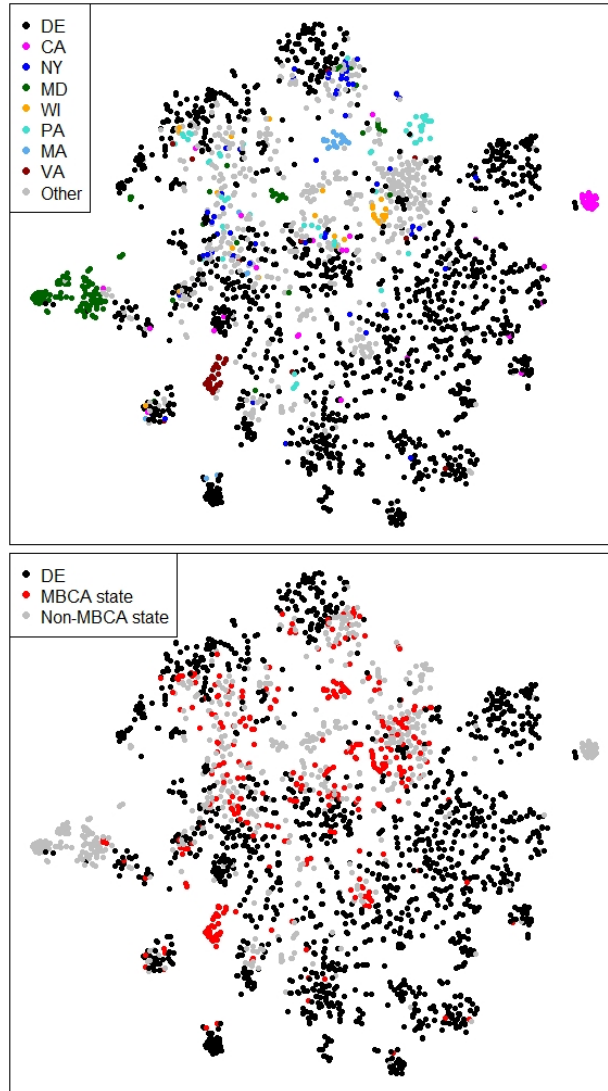 DE
CA
NY
MD
WI
PA
MA
VA
Other
DE
MBCA state
Non-MBCA state